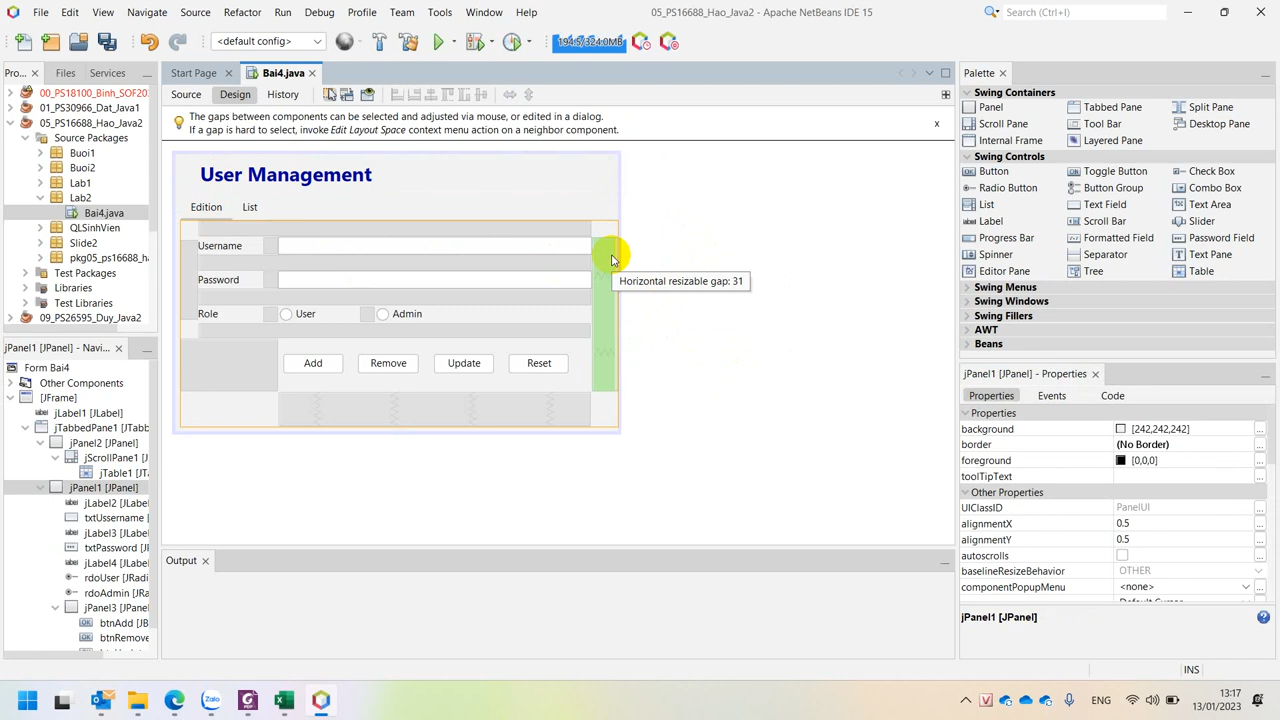 File Edit View Navigate Source Refactor Run Debug Profile Team Tools Window Help
05_PS16688_Hao_Java2 - Apache NetBeans IDE 15
Search (Ctrl+I)
<default config>
194.5/324.0MB
Pro...
Files
Services
Start Page
Bai4.java
Source
Design
History
00_PS18100_Binh_SOF20
01_PS30966_Dat_Java1
05_PS16688_Hao_Java2
Source Packages
Buoi1
Buoi2
Lab1
Lab2
Bai4.java
QLSinhVien
Slide2
pkg05_ps16688_ha
Test Packages
Libraries
Test Libraries
09_PS26595_Duy_Java2
The gaps between components can be selected and adjusted via mouse, or edited in a dialog.
If a gap is hard to select, invoke Edit Layout Space context menu action on a neighbor component.
x
User Management
Edition
List
Username
Password
Role
User
Admin
Add
Remove
Update
Reset
Horizontal resizable gap: 31
jPanel1 [JPanel] - Navi...
Form Bai4
Other Components
[JFrame]
jLabel1 [JLabel]
jTabbedPane1 [JTabb
jPanel2 [JPanel]
jScrollPane1 [JS
jTable1 [JTa
jPanel1 [JPanel]
jLabel2 [JLabel]
txtUssername [
jLabel3 [JLabel]
txtPassword [J
jLabel4 [JLabel]
rdoUser [JRadi
rdoAdmin [JRa
jPanel3 [JPane
btnAdd [JB
btnRemove
Output
Palette
Swing Containers
Panel
Tabbed Pane
Split Pane
Scroll Pane
Tool Bar
Desktop Pane
Internal Frame
Layered Pane
Swing Controls
Button
Toggle Button
Check Box
Radio Button
Button Group
Combo Box
List
Text Field
Text Area
Label
Scroll Bar
Slider
Progress Bar
Formatted Field
Password Field
Spinner
Separator
Text Pane
Editor Pane
Tree
Table
Swing Menus
Swing Windows
Swing Fillers
AWT
Beans
jPanel1 [JPanel] - Properties
Properties
Events
Code
Properties
background [242,242,242] ...
border (No Border) ...
foreground [0,0,0] ...
toolTipText ...
Other Properties
UIClassID PanelUI ...
alignmentX 0.5 ...
alignmentY 0.5 ...
autoscrolls ...
baselineResizeBehavior OTHER
componentPopupMenu <none> ...
jPanel1 [JPanel]
INS
ENG
13:17
13/01/2023